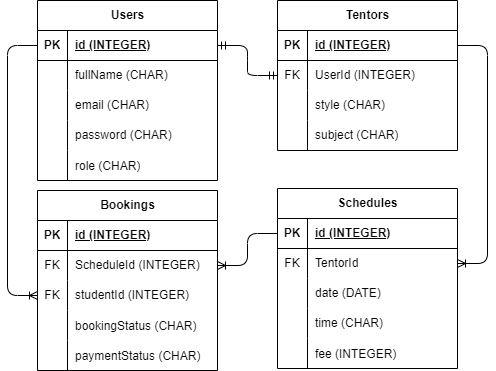 Users
PK id (INTEGER)
fullName (CHAR)
email (CHAR)
password (CHAR)
role (CHAR)
Tentors
PK id (INTEGER)
FK UserId (INTEGER)
style (CHAR)
subject (CHAR)
Bookings
PK id (INTEGER)
FK ScheduleId (INTEGER)
FK studentId (INTEGER)
bookingStatus (CHAR)
paymentStatus (CHAR)
Schedules
PK id (INTEGER)
FK TentorId
date (DATE)
time (CHAR)
fee (INTEGER)